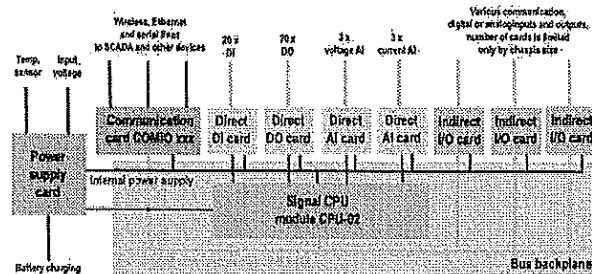 Wireless, Ethernet
and serial lines
to SCADA and other devices
20 x
DI
20 x
DO
3 x
voltage AI
3 x
current AI
Various communication,
digital or analog inputs and outputs,
number of cards is limited
only by chassis size
Temp.
sensor
Input
voltage
Communication
card COMIO xxx
Direct
DI card
Direct
DO card
Direct
AI card
Direct
AI card
Indirect
I/O card
Indirect
I/O card
Indirect
I/O card
Power
supply
card
Internal power supply
Signal CPU
module CPU-02
Battery charging
Bus backplane